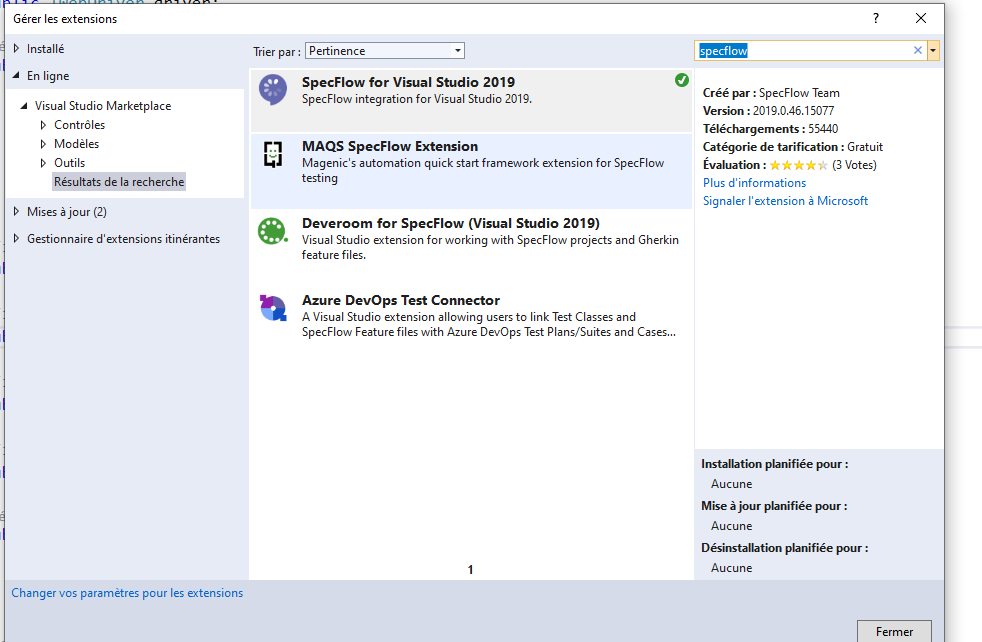 Gérer les extensions
?
Installé
En ligne
Visual Studio Marketplace
Contrôles
Modèles
Outils
Résultats de la recherche
Mises à jour (2)
Gestionnaire d'extensions itinérantes
Trier par : Pertinence
SpecFlow for Visual Studio 2019
SpecFlow integration for Visual Studio 2019.
MAQS SpecFlow Extension
Magenic's automation quick start framework extension for SpecFlow
testing
Deveroom for SpecFlow (Visual Studio 2019)
Visual Studio extension for working with SpecFlow projects and Gherkin
feature files.
Azure DevOps Test Connector
A Visual Studio extension allowing users to link Test Classes and
SpecFlow Feature files with Azure DevOps Test Plans/Suites and Cases...
1
specflow
Créé par : SpecFlow Team
Version : 2019.0.46.15077
Téléchargements : 55440
Catégorie de tarification : Gratuit
Évaluation : (3 Votes)
Plus d'informations
Signaler l'extension à Microsoft
Installation planifiée pour :
Aucune
Mise à jour planifiée pour :
Aucune
Désinstallation planifiée pour :
Aucune
Changer vos paramètres pour les extensions
Fermer